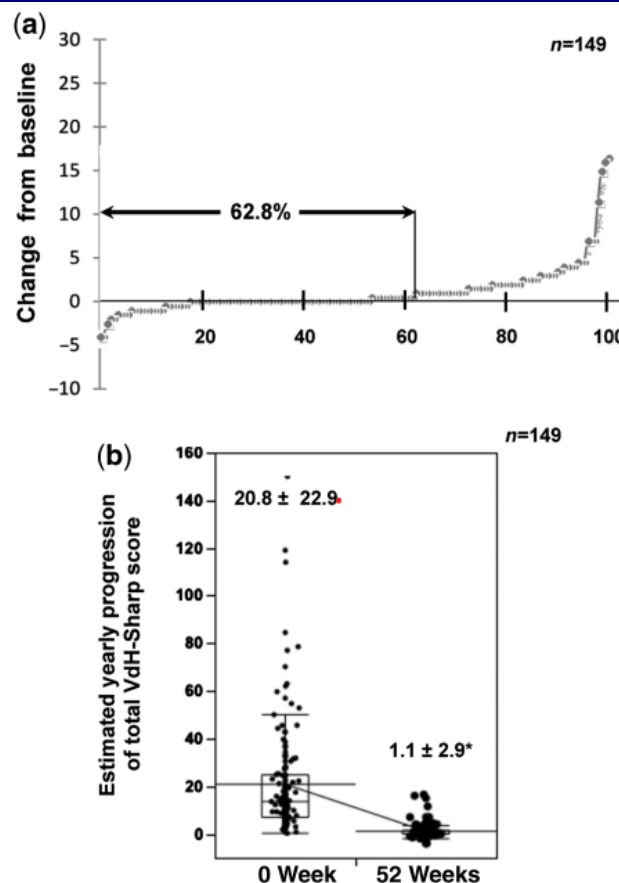 (a)
n=149
Change from baseline
30
25
20
15
10
5
0
−5
−10
62.8%
20
40
60
80
100
(b)
n=149
Estimated yearly progression
of total VdH-Sharp score
160
140
120
100
80
60
40
20
0
20.8 ± 22.9
1.1 ± 2.9*
0 Week
52 Weeks